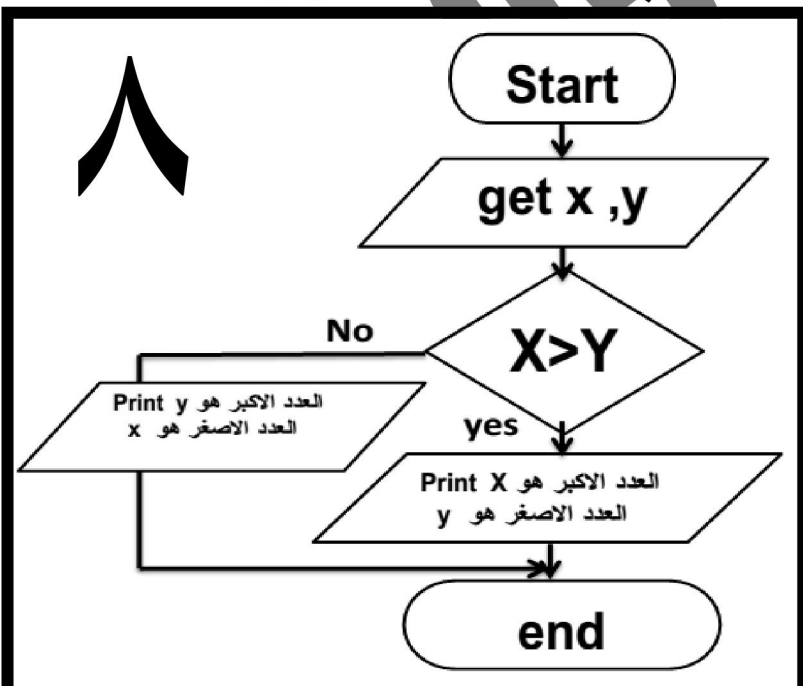 ٨
Start
get x ,y
X>Y
No
yes
Print y العدد الاكبر هو
العدد الاصغر هو x
Print X العدد الاكبر هو
العدد الاصغر هو y
end